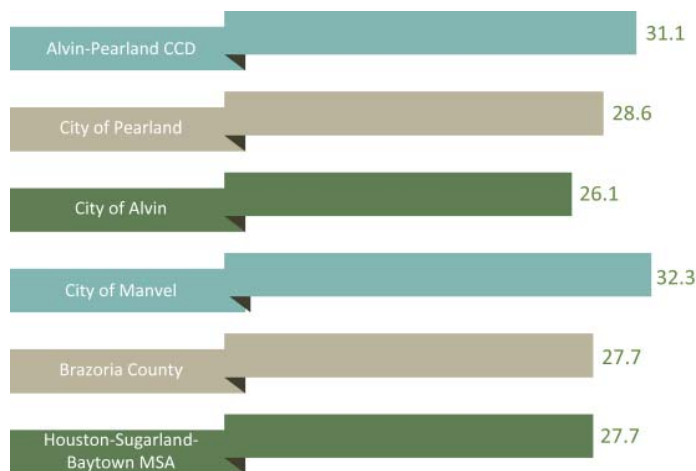 Alvin-Pearland CCD
31.1
City of Pearland
28.6
City of Alvin
26.1
City of Manvel
32.3
Brazoria County
27.7
Houston-Sugarland-
Baytown MSA
27.7